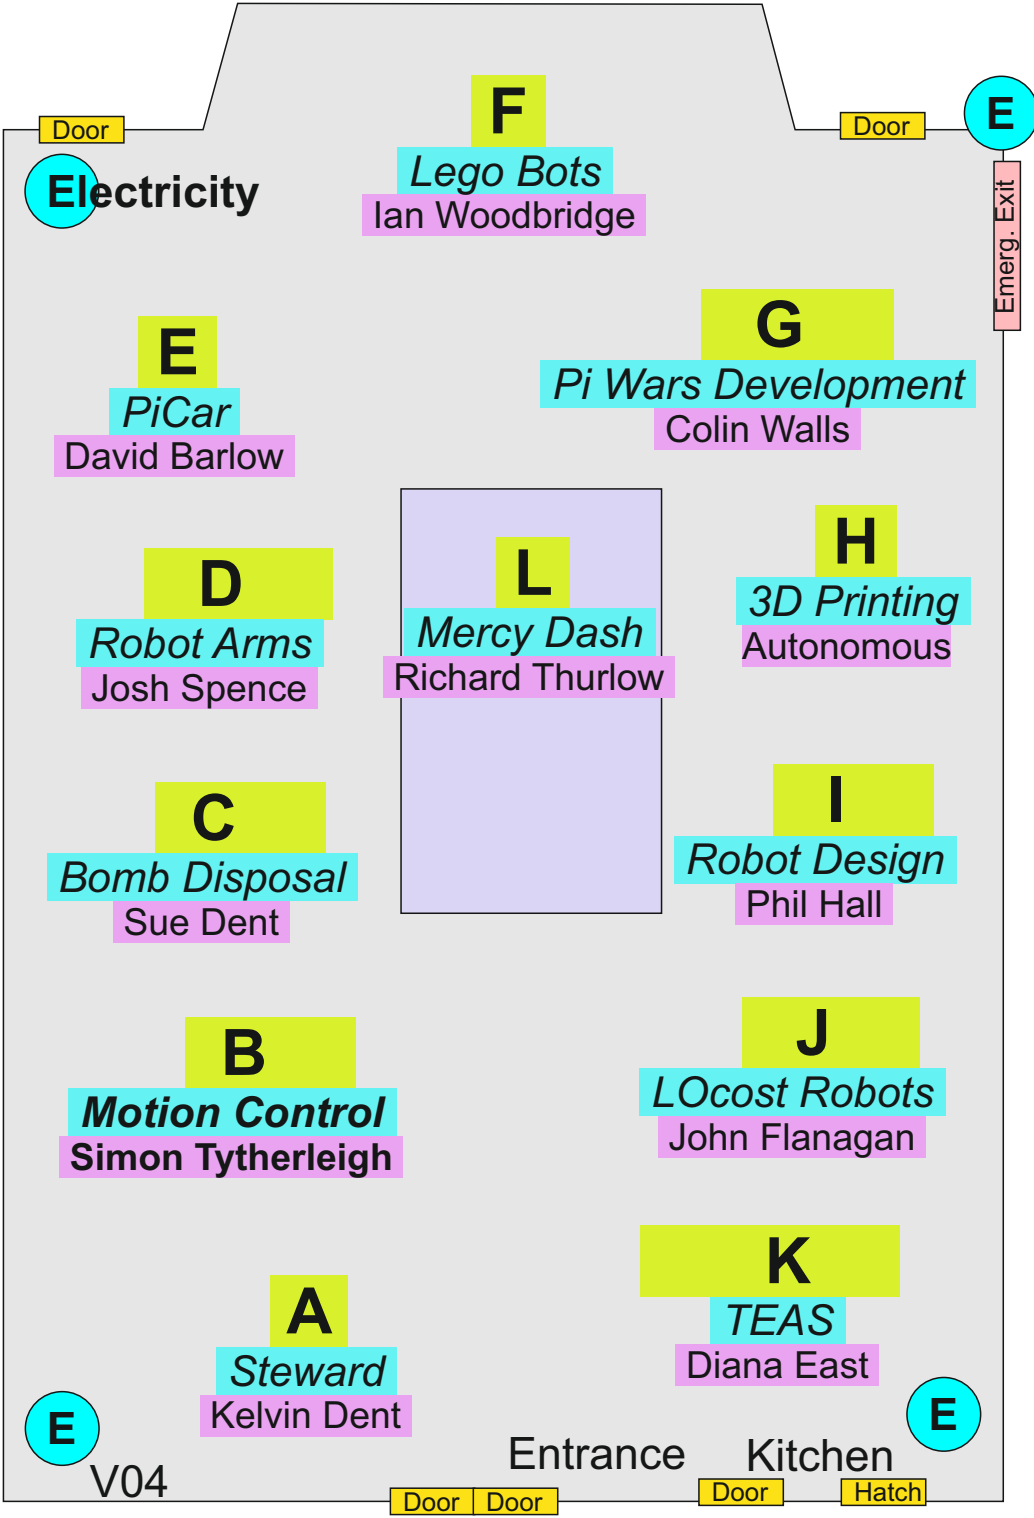 F
Lego Bots
Ian Woodbridge
Door
Door
E
Electricity
Emerg. Exit
G
Pi Wars Development
Colin Walls
E
PiCar
David Barlow
H
3D Printing
Autonomous
L
Mercy Dash
Richard Thurlow
D
Robot Arms
Josh Spence
I
Robot Design
Phil Hall
C
Bomb Disposal
Sue Dent
J
LOcost Robots
John Flanagan
B
Motion Control
Simon Tytherleigh
K
TEAS
Diana East
A
Steward
Kelvin Dent
E
E
V04
Entrance
Kitchen
Door
Door
Door
Hatch